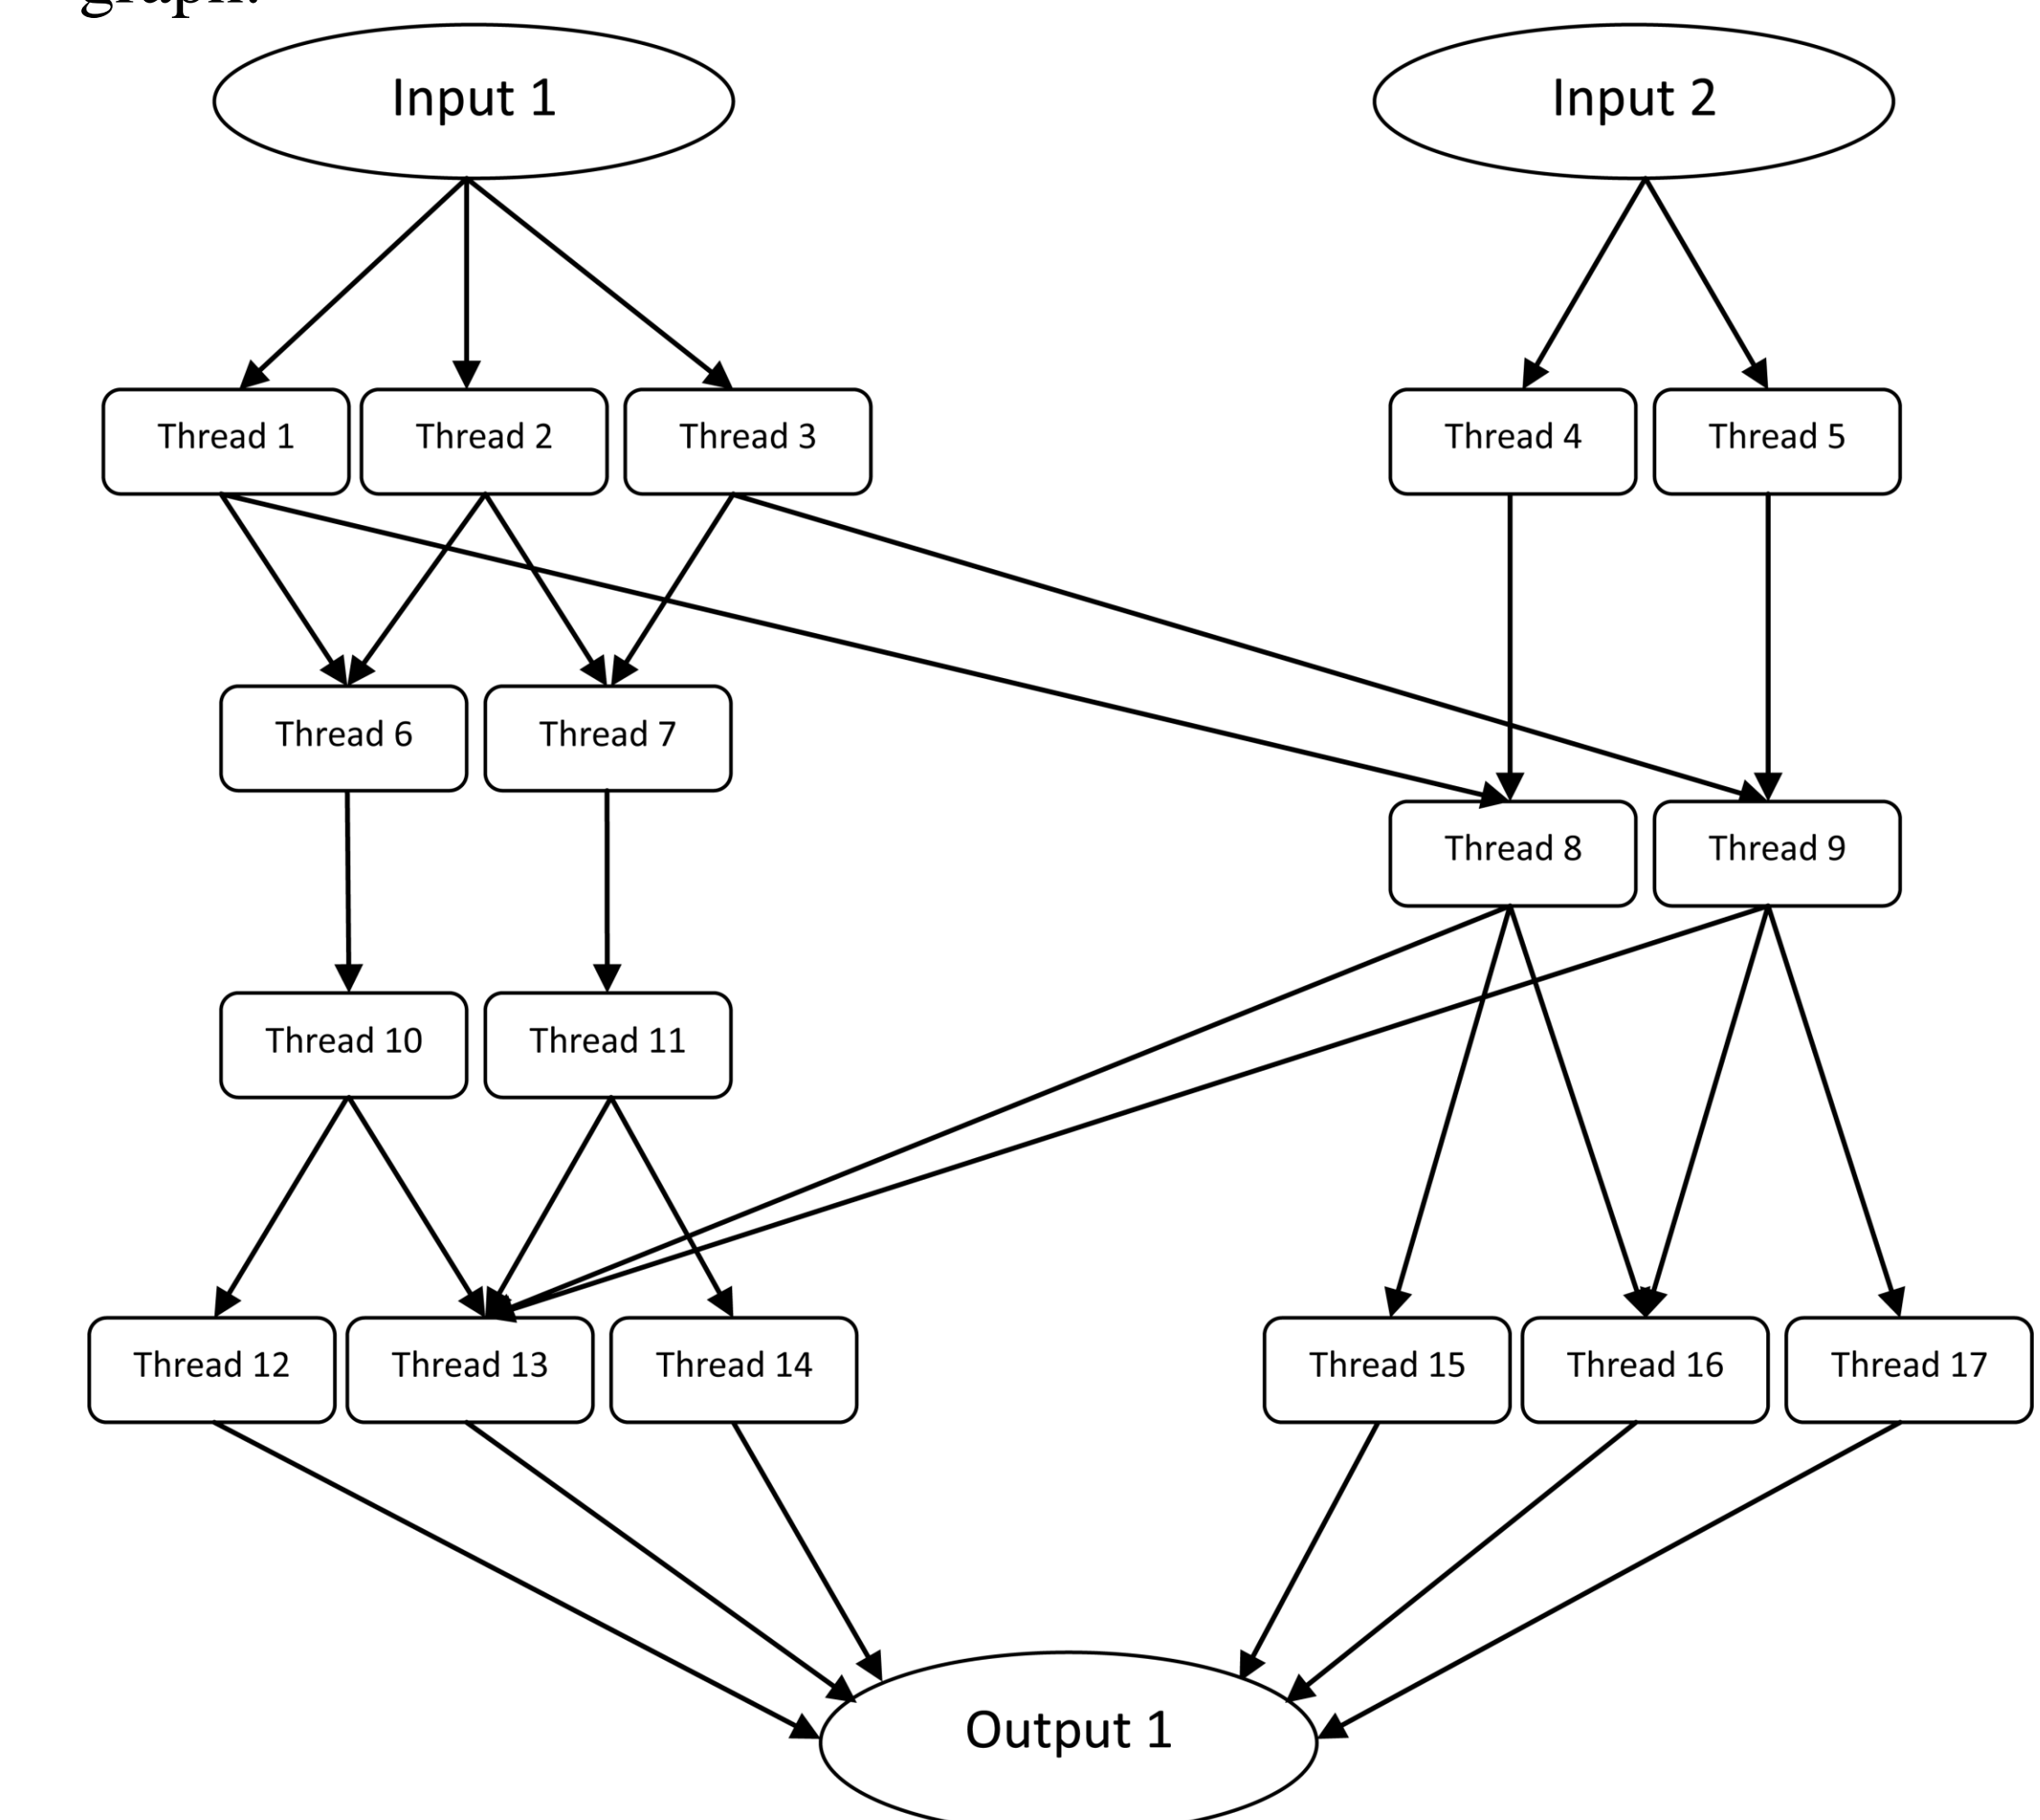 graph.
Input 1
Input 2
Thread 1
Thread 2
Thread 3
Thread 4
Thread 5
Thread 6
Thread 7
Thread 8
Thread 9
Thread 10
Thread 11
Thread 12
Thread 13
Thread 14
Thread 15
Thread 16
Thread 17
Output 1